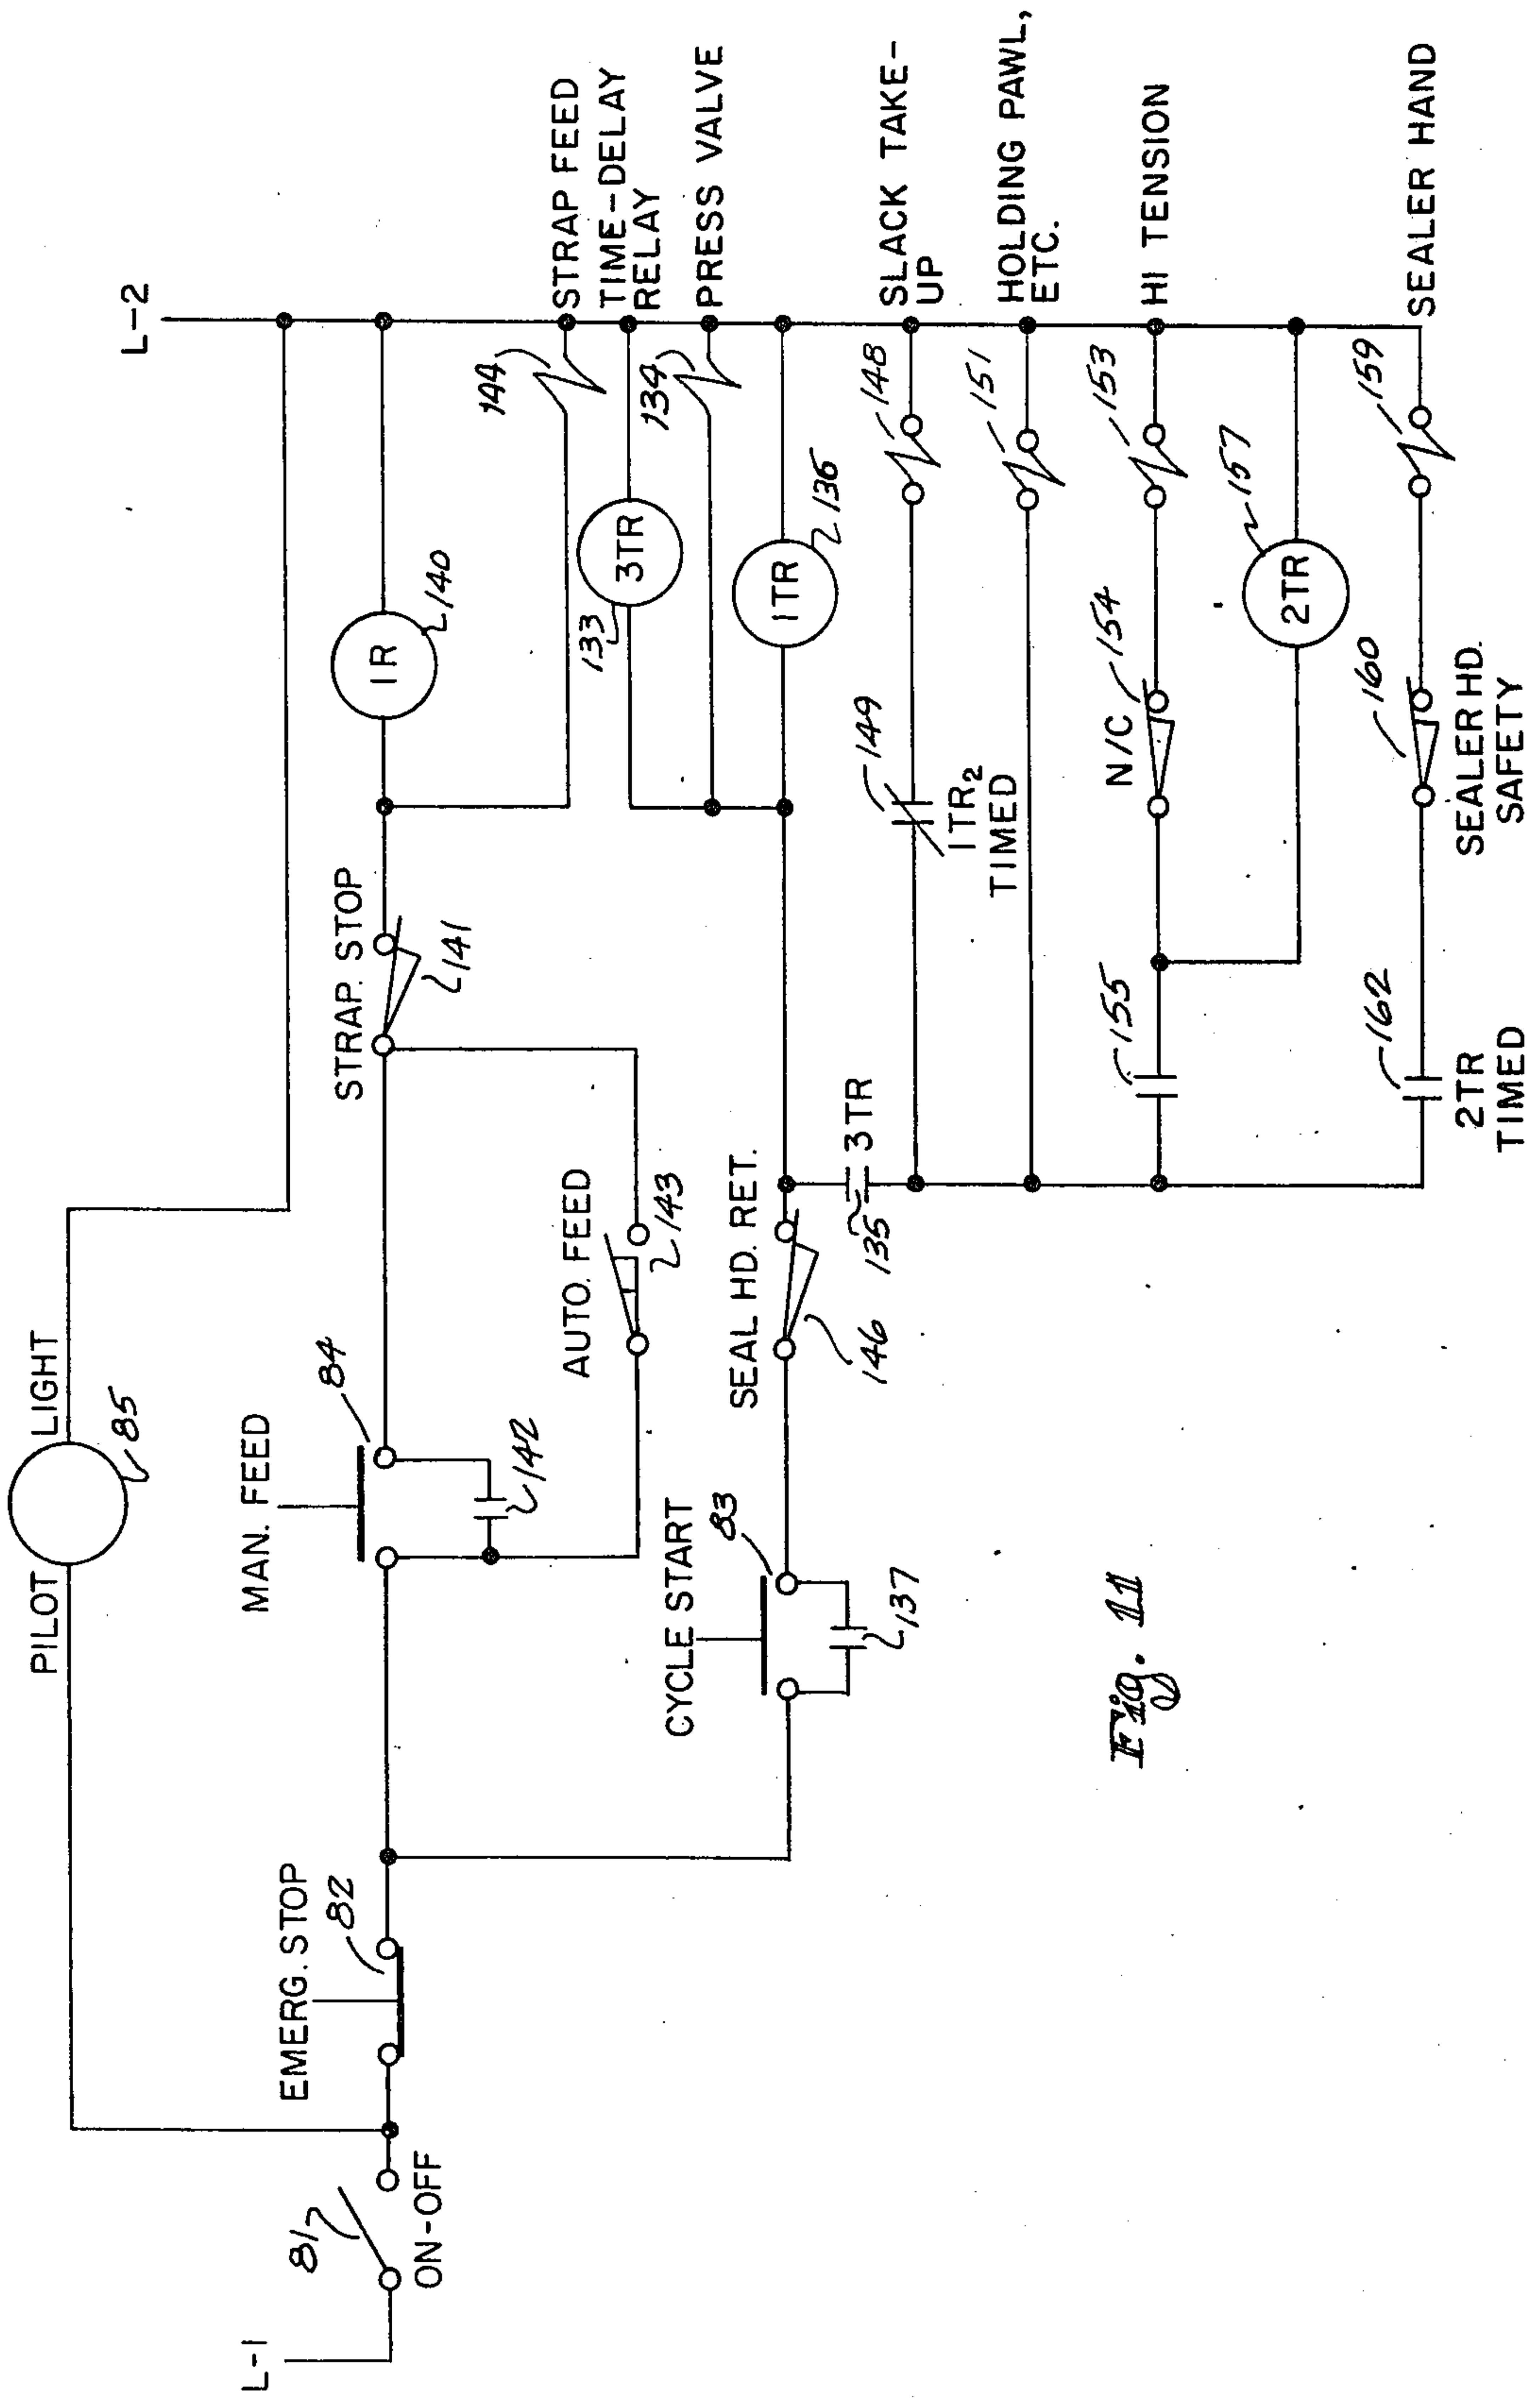 L-1
81
ON-OFF
PILOT LIGHT
85
EMERG. STOP
82
MAN. FEED
84
142
AUTO. FEED
143
STRAP. STOP
141
1R
140
L-2
144
STRAP FEED
133
3TR
TIME-DELAY
RELAY
134
PRESS VALVE
CYCLE START
83
137
SEAL HD. RET.
146
135
3TR
1TR
136
149
1TR2
TIMED
148
SLACK TAKE-
UP
151
HOLDING PAWL,
ETC.
155
N/C
154
153
HI TENSION
2TR
157
162
2TR
TIMED
160
SEALER HD.
SAFETY
159
SEALER HAND
Fig. 11